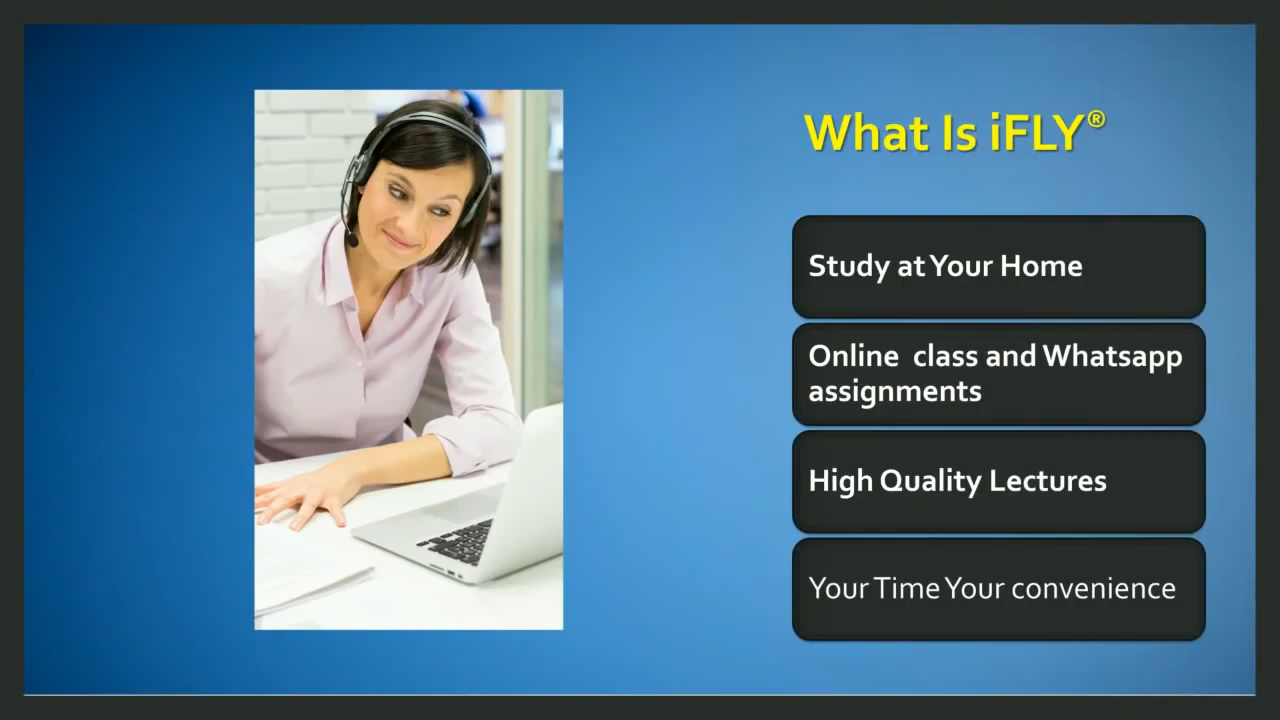 What Is iFLY®
Study at Your Home
Online class and Whatsapp
assignments
High Quality Lectures
Your Time Your convenience